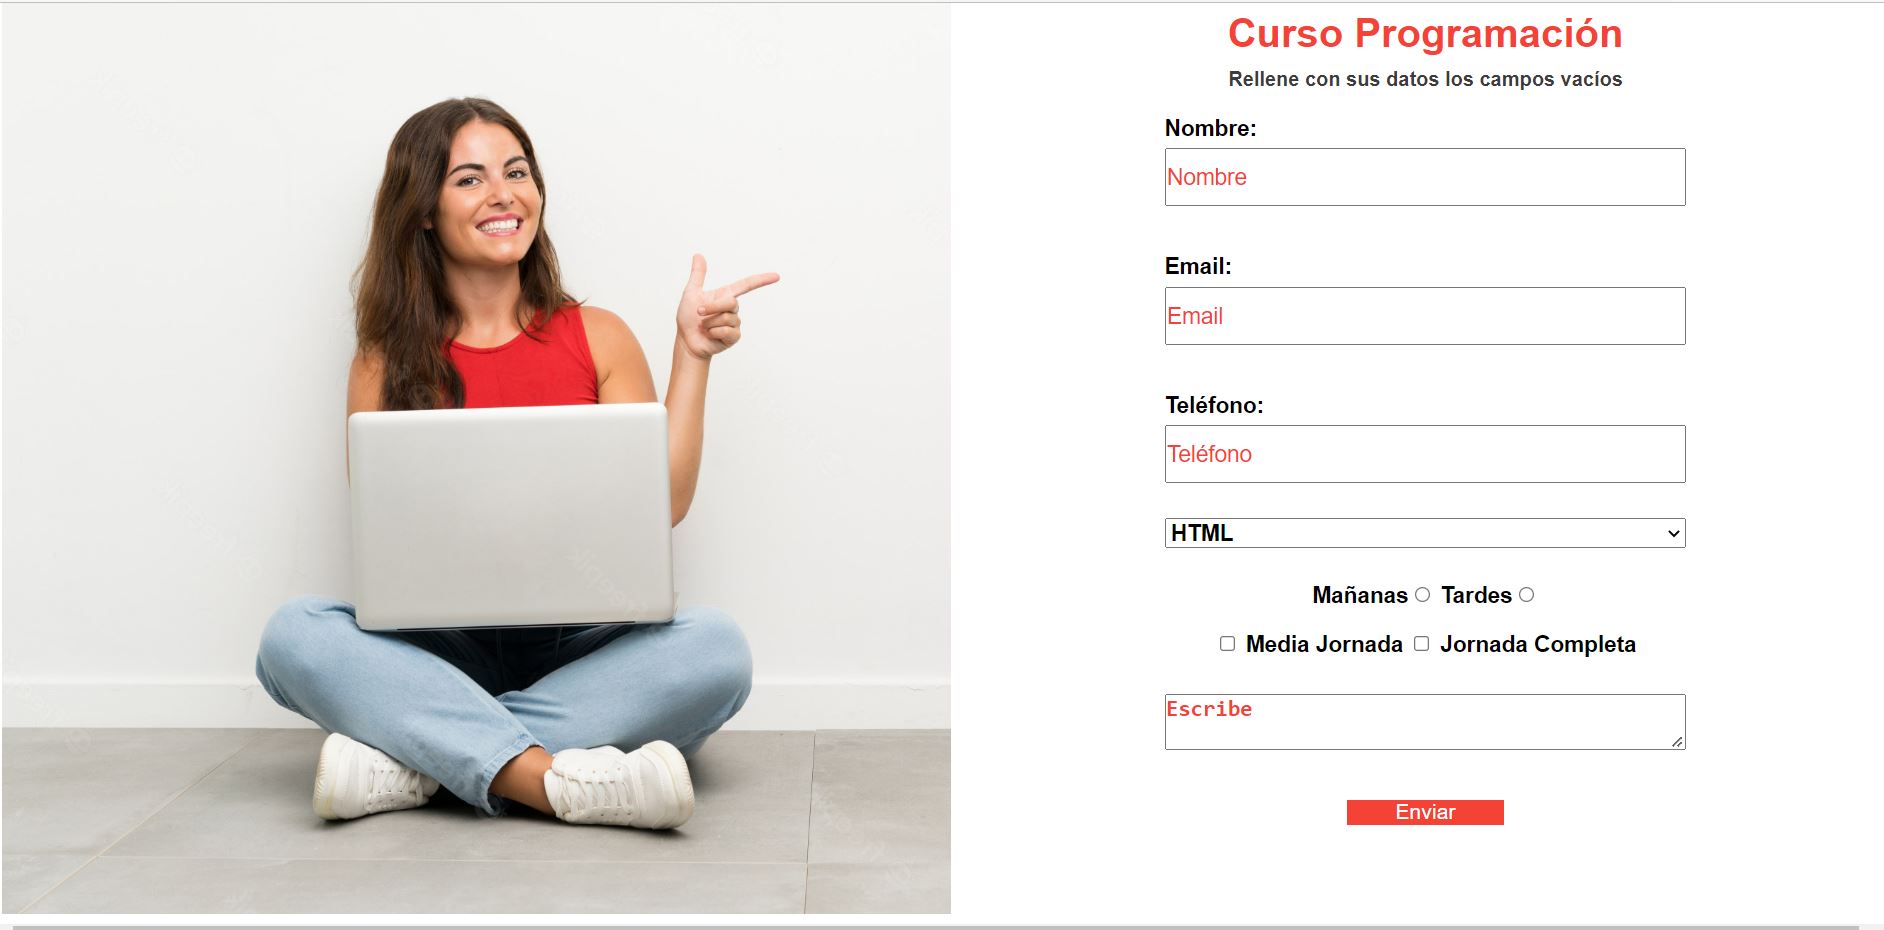 Curso Programación
Rellene con sus datos los campos vacíos
Nombre:
Nombre
Email:
Email
Teléfono:
Teléfono
HTML
Mañanas Tardes
Media Jornada Jornada Completa
Escribe
Enviar